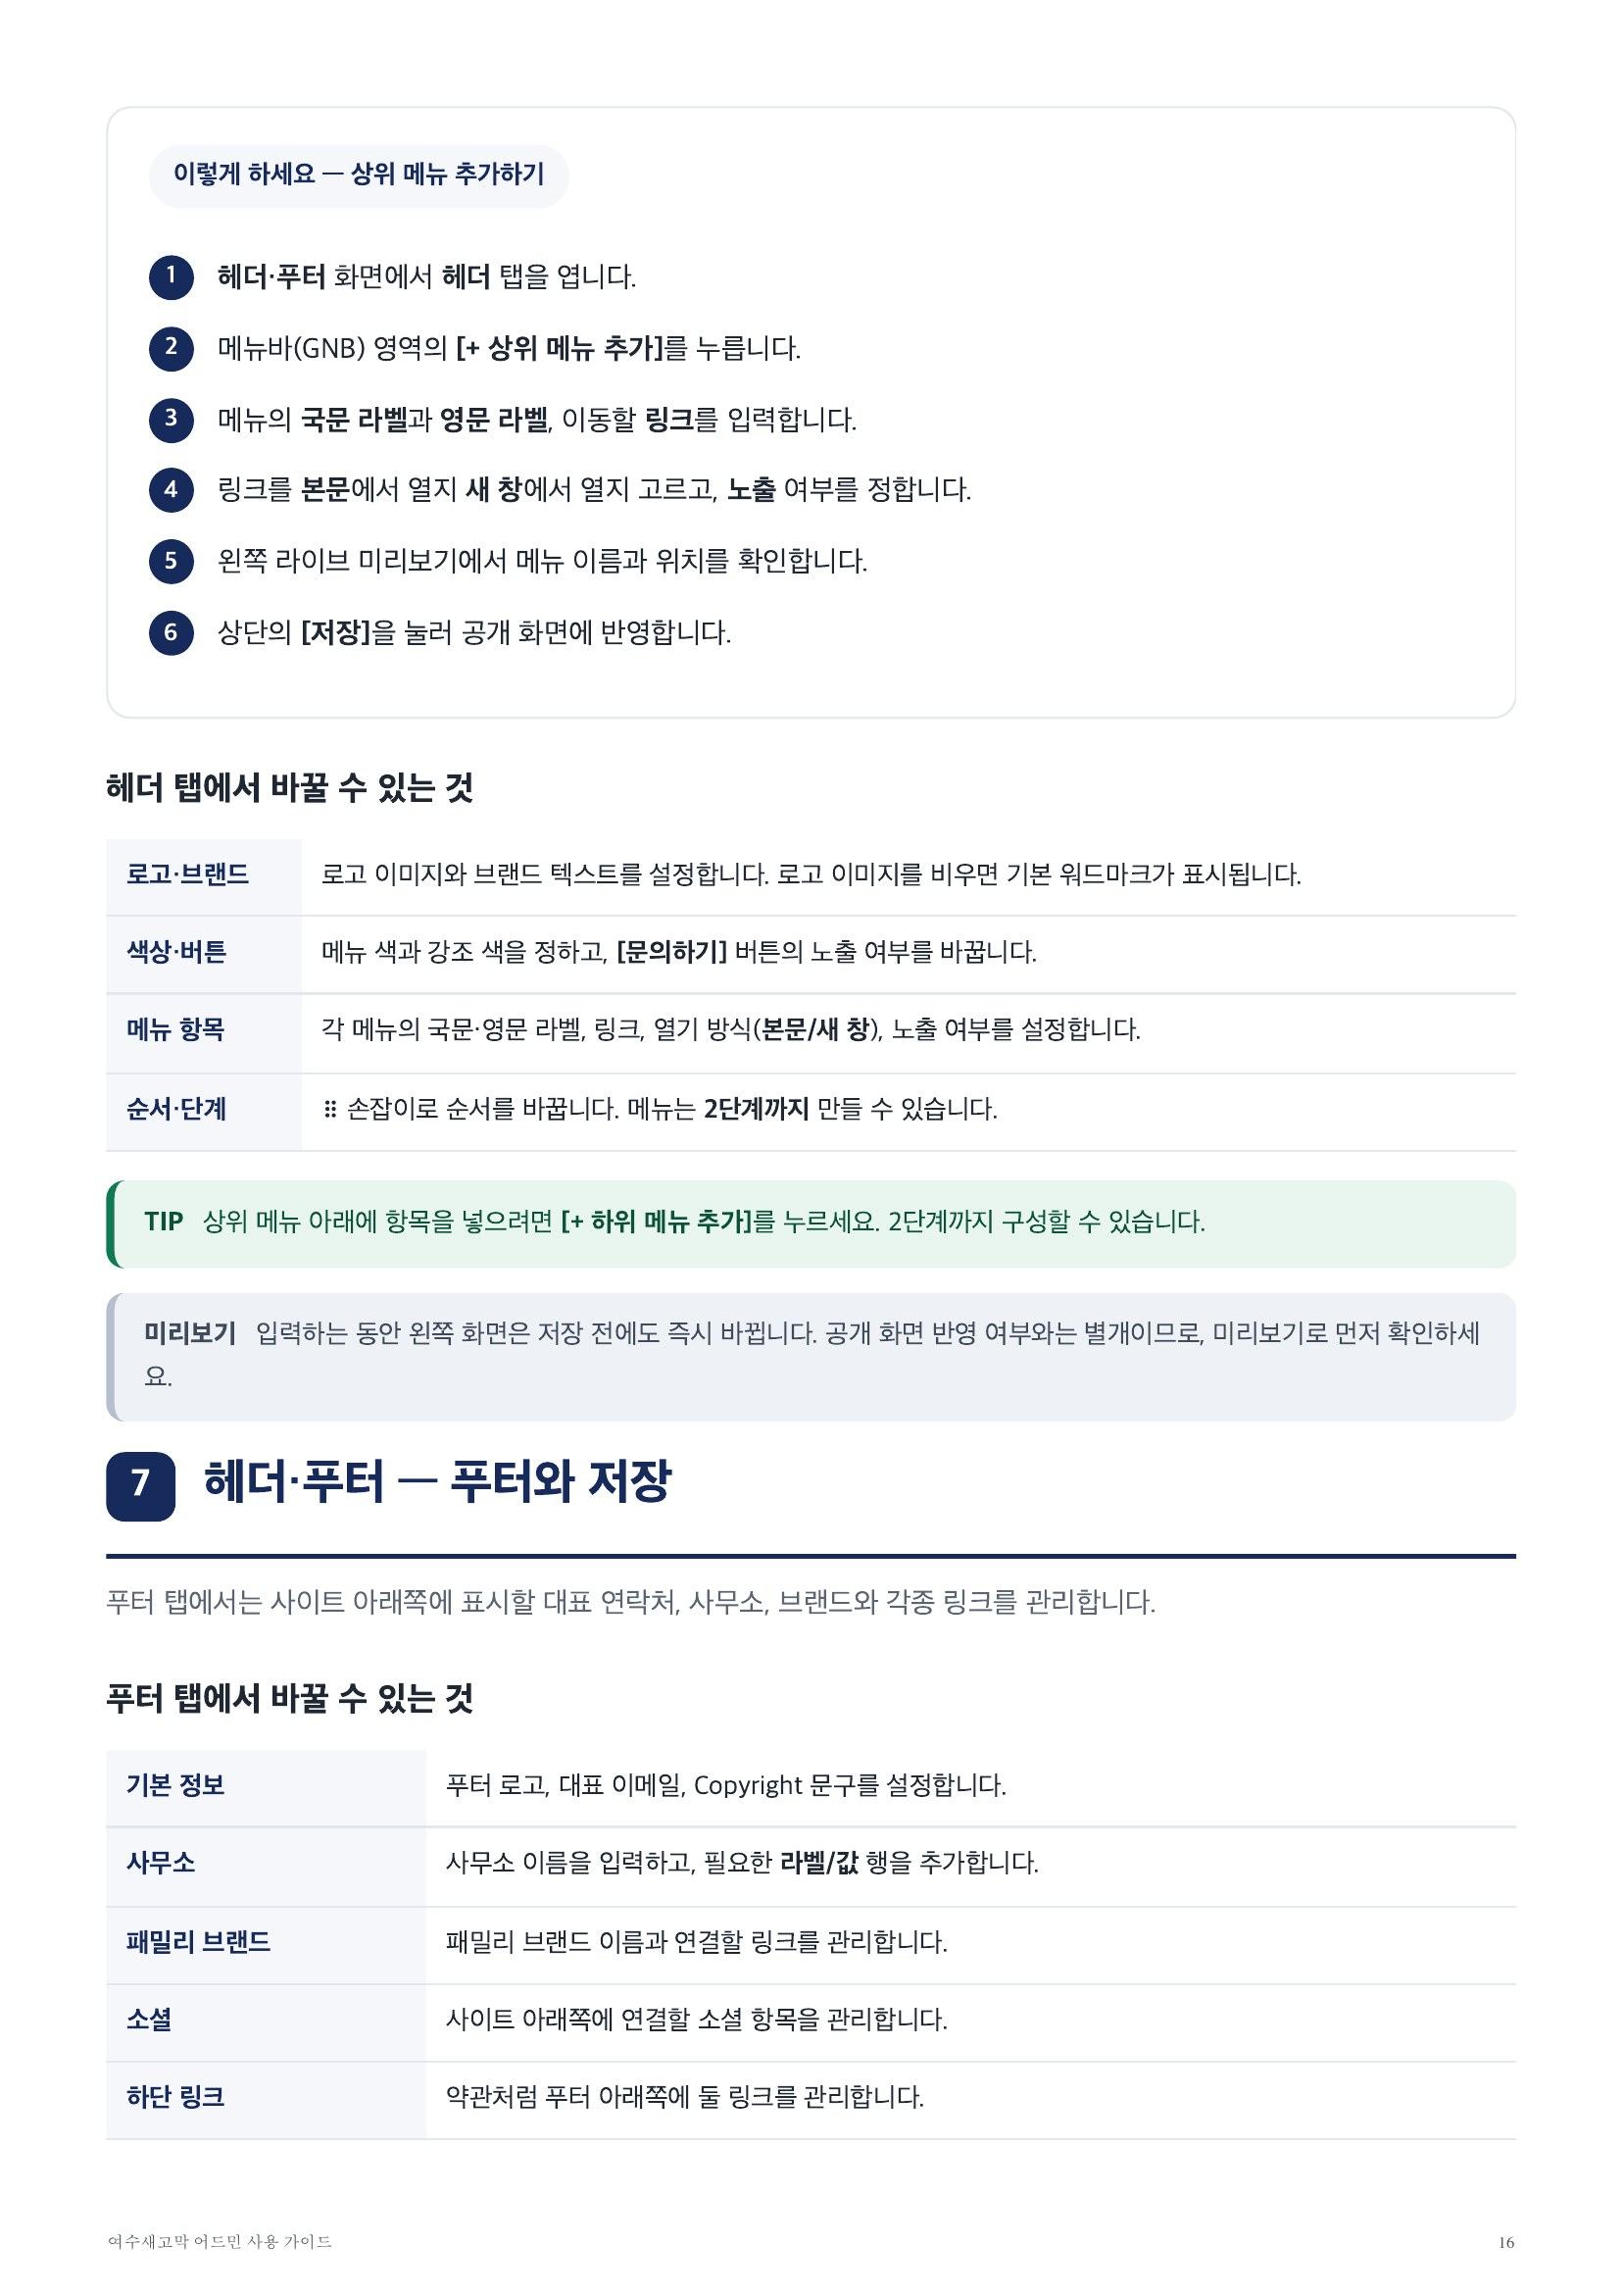 이렇게 하세요 — 상위 메뉴 추가하기
1 헤더·푸터 화면에서 헤더 탭을 엽니다.
2 메뉴바(GNB) 영역의 [+ 상위 메뉴 추가]를 누릅니다.
3 메뉴의 국문 라벨과 영문 라벨, 이동할 링크를 입력합니다.
4 링크를 본문에서 열지 새 창에서 열지 고르고, 노출 여부를 정합니다.
5 왼쪽 라이브 미리보기에서 메뉴 이름과 위치를 확인합니다.
6 상단의 [저장]을 눌러 공개 화면에 반영합니다.
헤더 탭에서 바꿀 수 있는 것
로고·브랜드 로고 이미지와 브랜드 텍스트를 설정합니다. 로고 이미지를 비우면 기본 워드마크가 표시됩니다.
색상·버튼 메뉴 색과 강조 색을 정하고, [문의하기] 버튼의 노출 여부를 바꿉니다.
메뉴 항목 각 메뉴의 국문·영문 라벨, 링크, 열기 방식(본문/새 창), 노출 여부를 설정합니다.
순서·단계 ⠿ 손잡이로 순서를 바꿉니다. 메뉴는 2단계까지 만들 수 있습니다.
TIP 상위 메뉴 아래에 항목을 넣으려면 [+ 하위 메뉴 추가]를 누르세요. 2단계까지 구성할 수 있습니다.
미리보기 입력하는 동안 왼쪽 화면은 저장 전에도 즉시 바뀝니다. 공개 화면 반영 여부와는 별개이므로, 미리보기로 먼저 확인하세
요.
7 헤더·푸터 — 푸터와 저장
푸터 탭에서는 사이트 아래쪽에 표시할 대표 연락처, 사무소, 브랜드와 각종 링크를 관리합니다.
푸터 탭에서 바꿀 수 있는 것
기본 정보 푸터 로고, 대표 이메일, Copyright 문구를 설정합니다.
사무소 사무소 이름을 입력하고, 필요한 라벨/값 행을 추가합니다.
패밀리 브랜드 패밀리 브랜드 이름과 연결할 링크를 관리합니다.
소셜 사이트 아래쪽에 연결할 소셜 항목을 관리합니다.
하단 링크 약관처럼 푸터 아래쪽에 둘 링크를 관리합니다.
여수새고막 어드민 사용 가이드 16